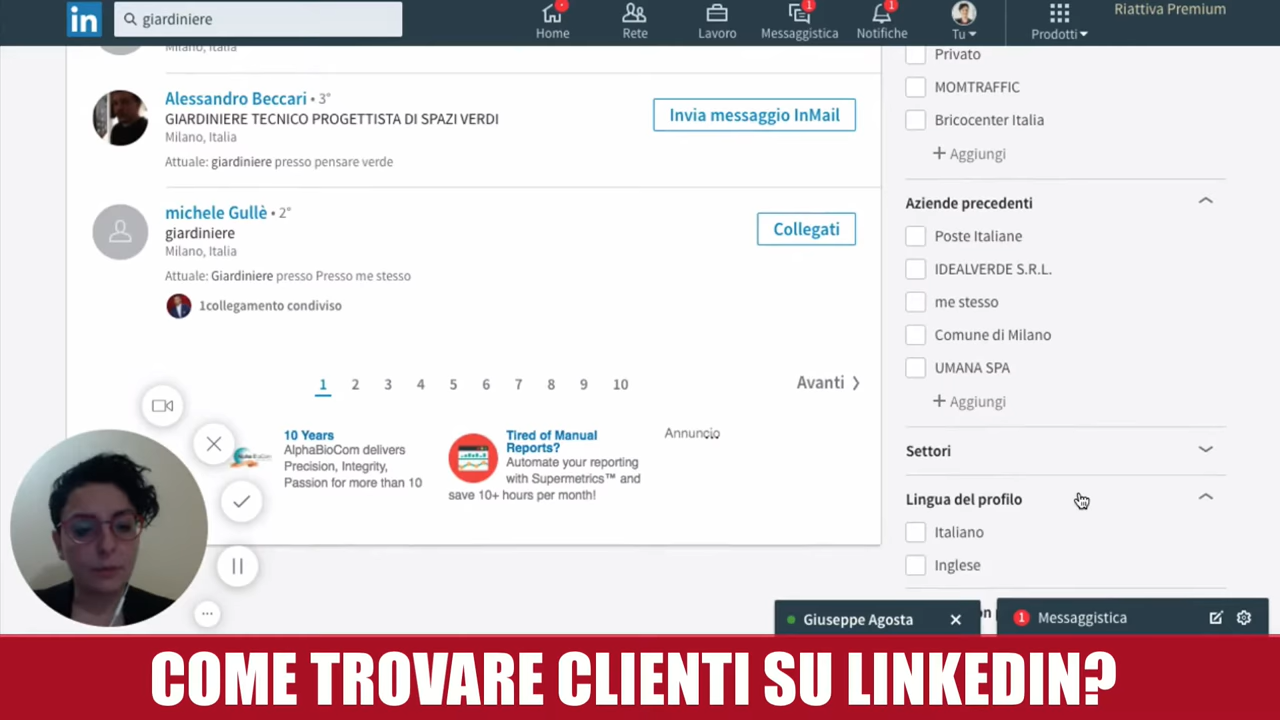 in
giardiniere
Home
Rete
Lavoro
1
Messaggistica
1
Notifiche
Tu
Prodotti
Riattiva Premium
Milano, Italia
Alessandro Beccari • 3°
GIARDINIERE TECNICO PROGETTISTA DI SPAZI VERDI
Milano, Italia
Attuale: giardiniere presso pensare verde
Invia messaggio InMail
michele Gullè • 2°
giardiniere
Milano, Italia
Attuale: Giardiniere presso Presso me stesso
1collegamento condiviso
Collegati
1 2 3 4 5 6 7 8 9 10
Avanti
10 Years
AlphaBioCom delivers
Precision, Integrity,
Passion for more than 10
Tired of Manual
Reports?
Automate your reporting
with Supermetrics™ and
save 10+ hours per month!
Annuncio
Privato
MOMTRAFFIC
Bricocenter Italia
+ Aggiungi
Aziende precedenti
Poste Italiane
IDEALVERDE S.R.L.
me stesso
Comune di Milano
UMANA SPA
+ Aggiungi
Settori
Lingua del profilo
Italiano
Inglese
Giuseppe Agosta
1 Messaggistica
COME TROVARE CLIENTI SU LINKEDIN?